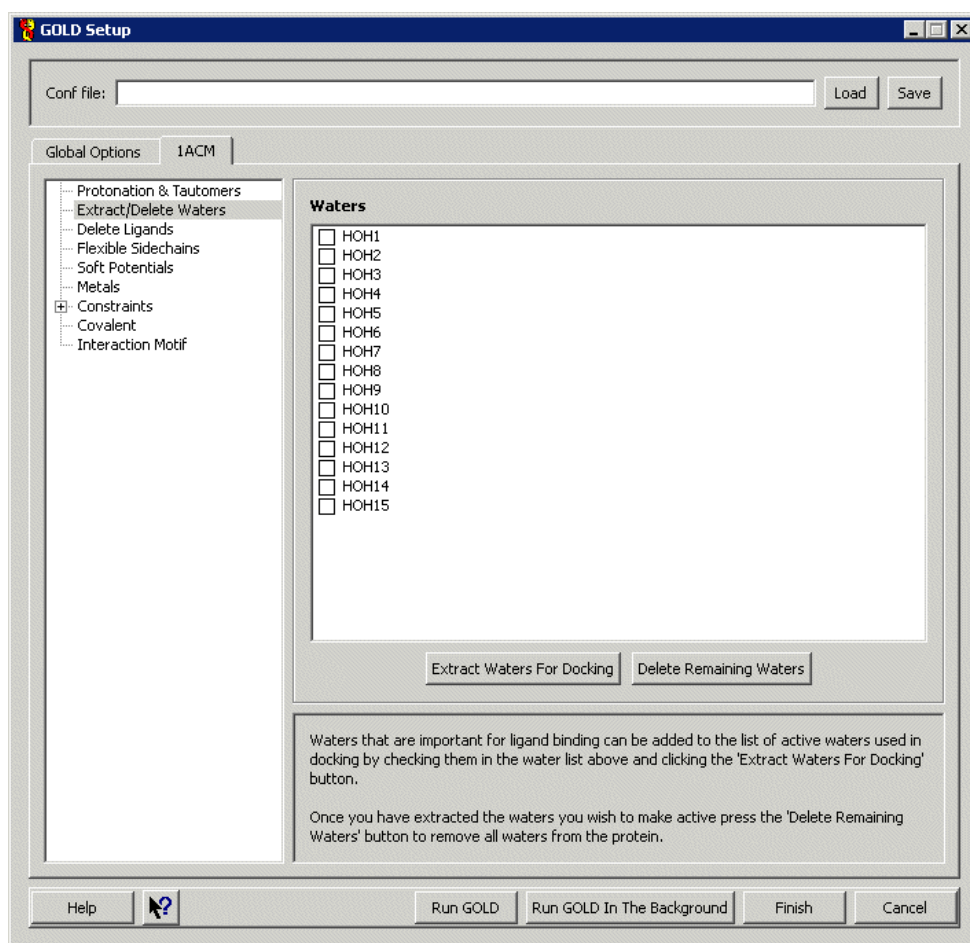 GOLD Setup
Conf file:
Load
Save
Global Options
1ACM
Protonation & Tautomers
Extract/Delete Waters
Delete Ligands
Flexible Sidechains
Soft Potentials
Metals
Constraints
Covalent
Interaction Motif
Waters
HOH1
HOH2
HOH3
HOH4
HOH5
HOH6
HOH7
HOH8
HOH9
HOH10
HOH11
HOH12
HOH13
HOH14
HOH15
Extract Waters For Docking
Delete Remaining Waters
Waters that are important for ligand binding can be added to the list of active waters used in
docking by checking them in the water list above and clicking the 'Extract Waters For Docking'
button.
Once you have extracted the waters you wish to make active press the 'Delete Remaining
Waters' button to remove all waters from the protein.
Help
Run GOLD
Run GOLD In The Background
Finish
Cancel